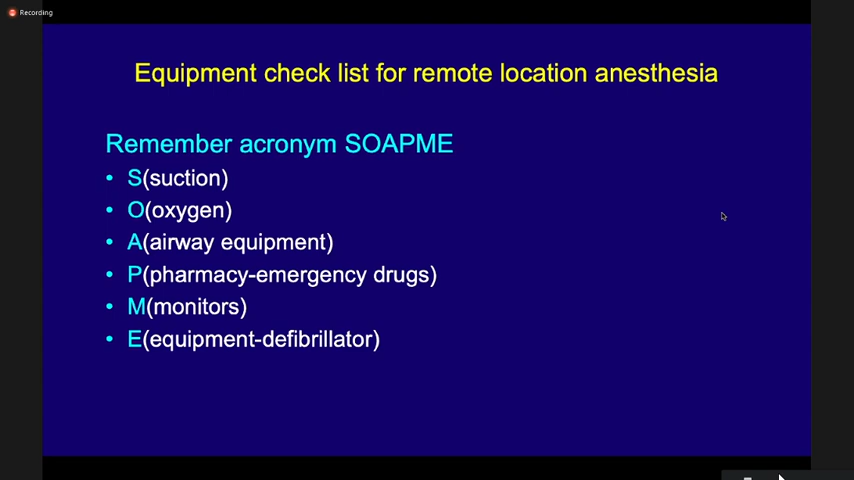 Recording
Equipment check list for remote location anesthesia
Remember acronym SOAPME
• S(suction)
• O(oxygen)
• A(airway equipment)
• P(pharmacy-emergency drugs)
• M(monitors)
• E(equipment-defibrillator)